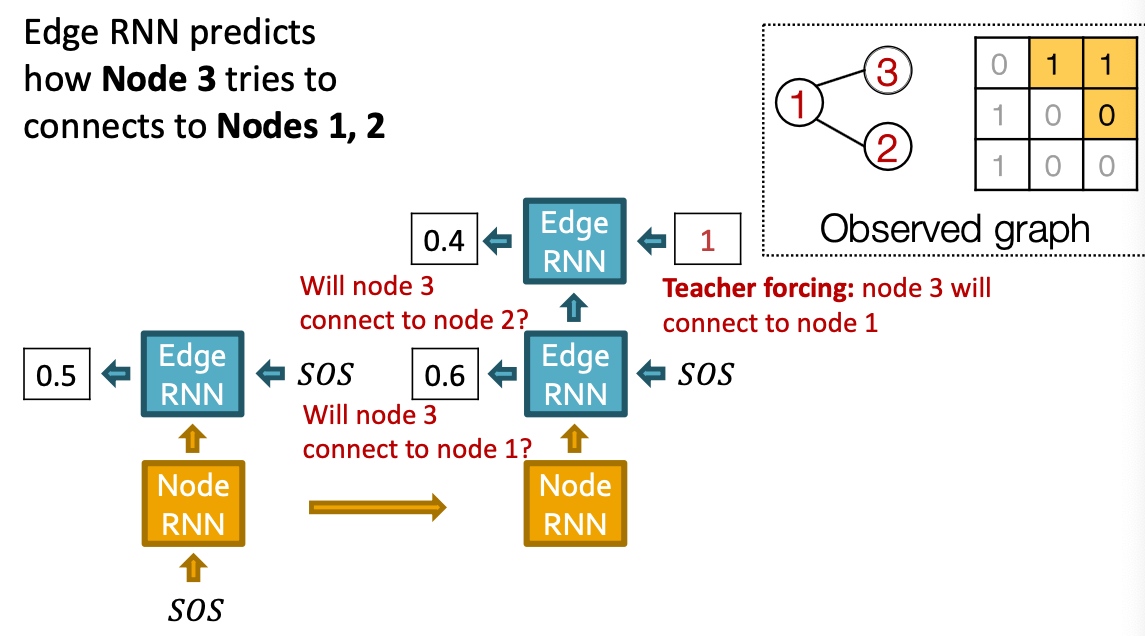 Edge RNN predicts
how Node 3 tries to
connects to Nodes 1, 2
1
3
2
0 1 1
1 0 0
1 0 0
Observed graph
0.4
Edge
RNN
1
Will node 3
connect to node 2?
Teacher forcing: node 3 will
connect to node 1
0.5
Edge
RNN
SOS
0.6
Edge
RNN
SOS
Will node 3
connect to node 1?
Node
RNN
Node
RNN
SOS